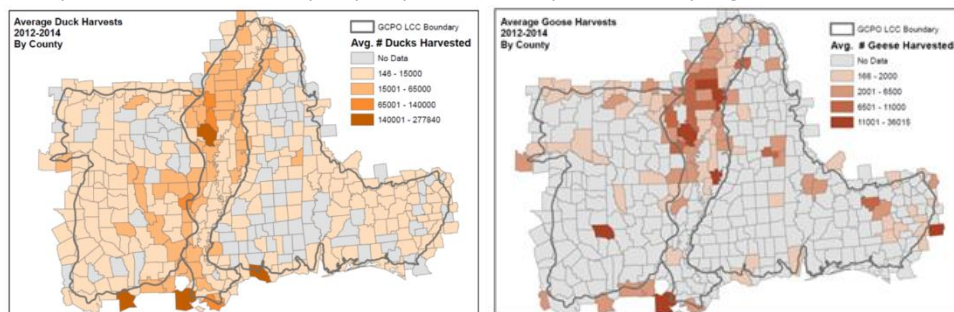 Average Duck Harvests
2012-2014
By County
GCPO LCC Boundary
Avg. # Ducks Harvested
No Data
146 - 15000
15001 - 65000
65001 - 140000
140001 - 277840
Average Goose Harvests
2012-2014
By County
GCPO LCC Boundary
Avg. # Geese Harvested
No Data
166 - 2000
2001 - 6500
6501 - 11000
11001 - 36015